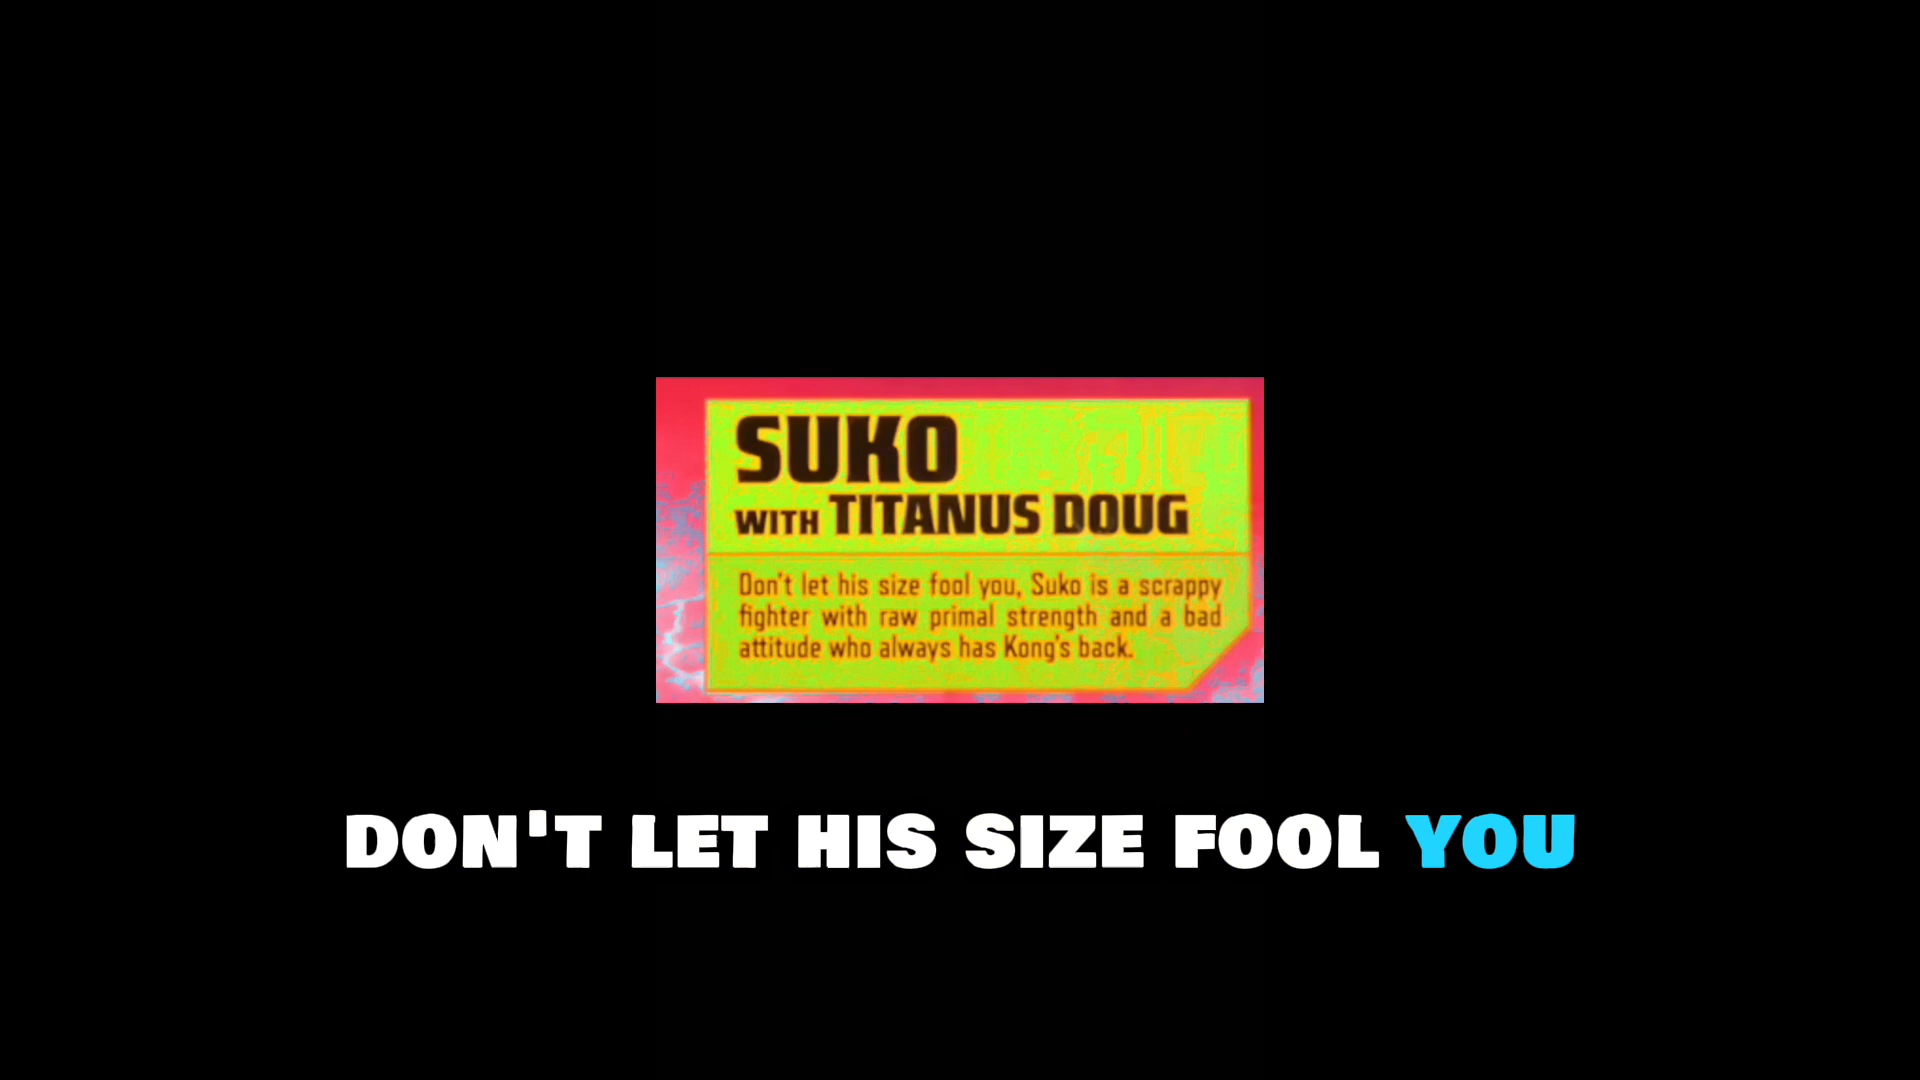 SUKO
WITH TITANUS DOUG
Don't let his size fool you, Suko is a scrappy
fighter with raw primal strength and a bad
attitude who always has Kong's back.
DON'T LET HIS SIZE FOOL YOU